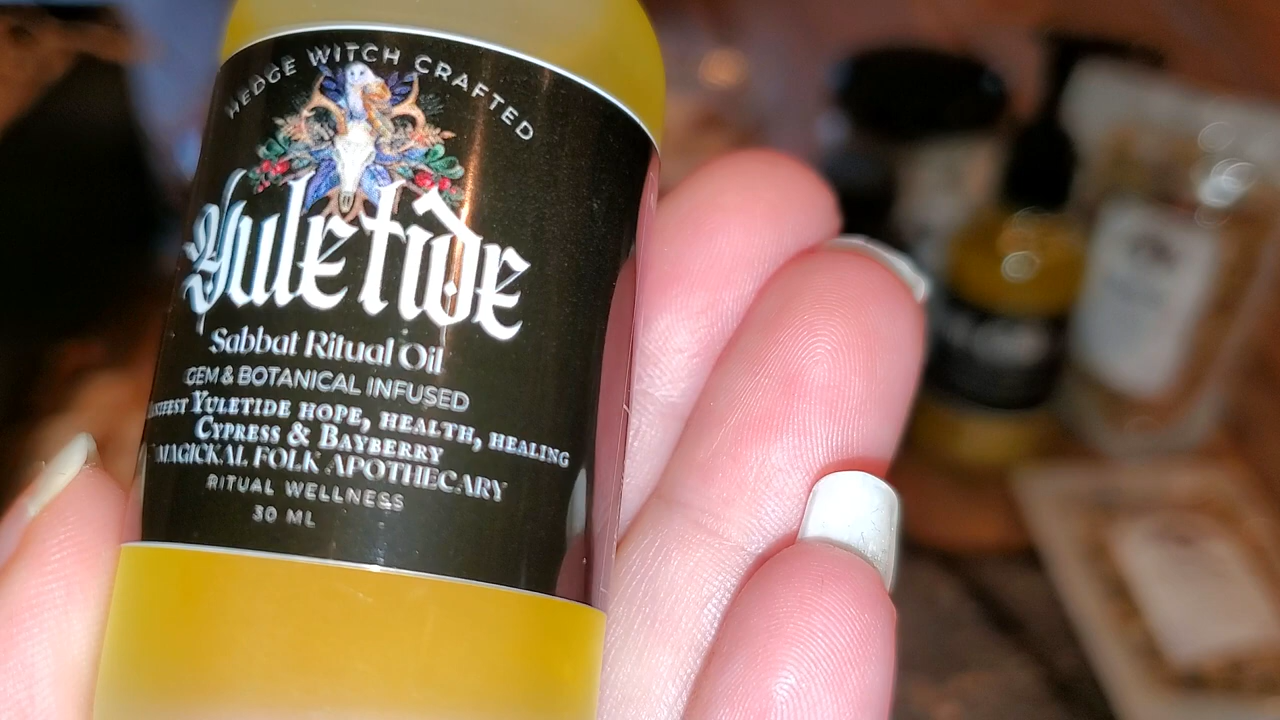 HEDGE WITCH CRAFTED
Yuletide
Sabbat Ritual Oil
GEM & BOTANICAL INFUSED
YULETIDE HOPE, HEALTH, HEALING
CYPRESS & BAYBERRY
MAGICKAL FOLK APOTHECARY
RITUAL WELLNESS
30 ML